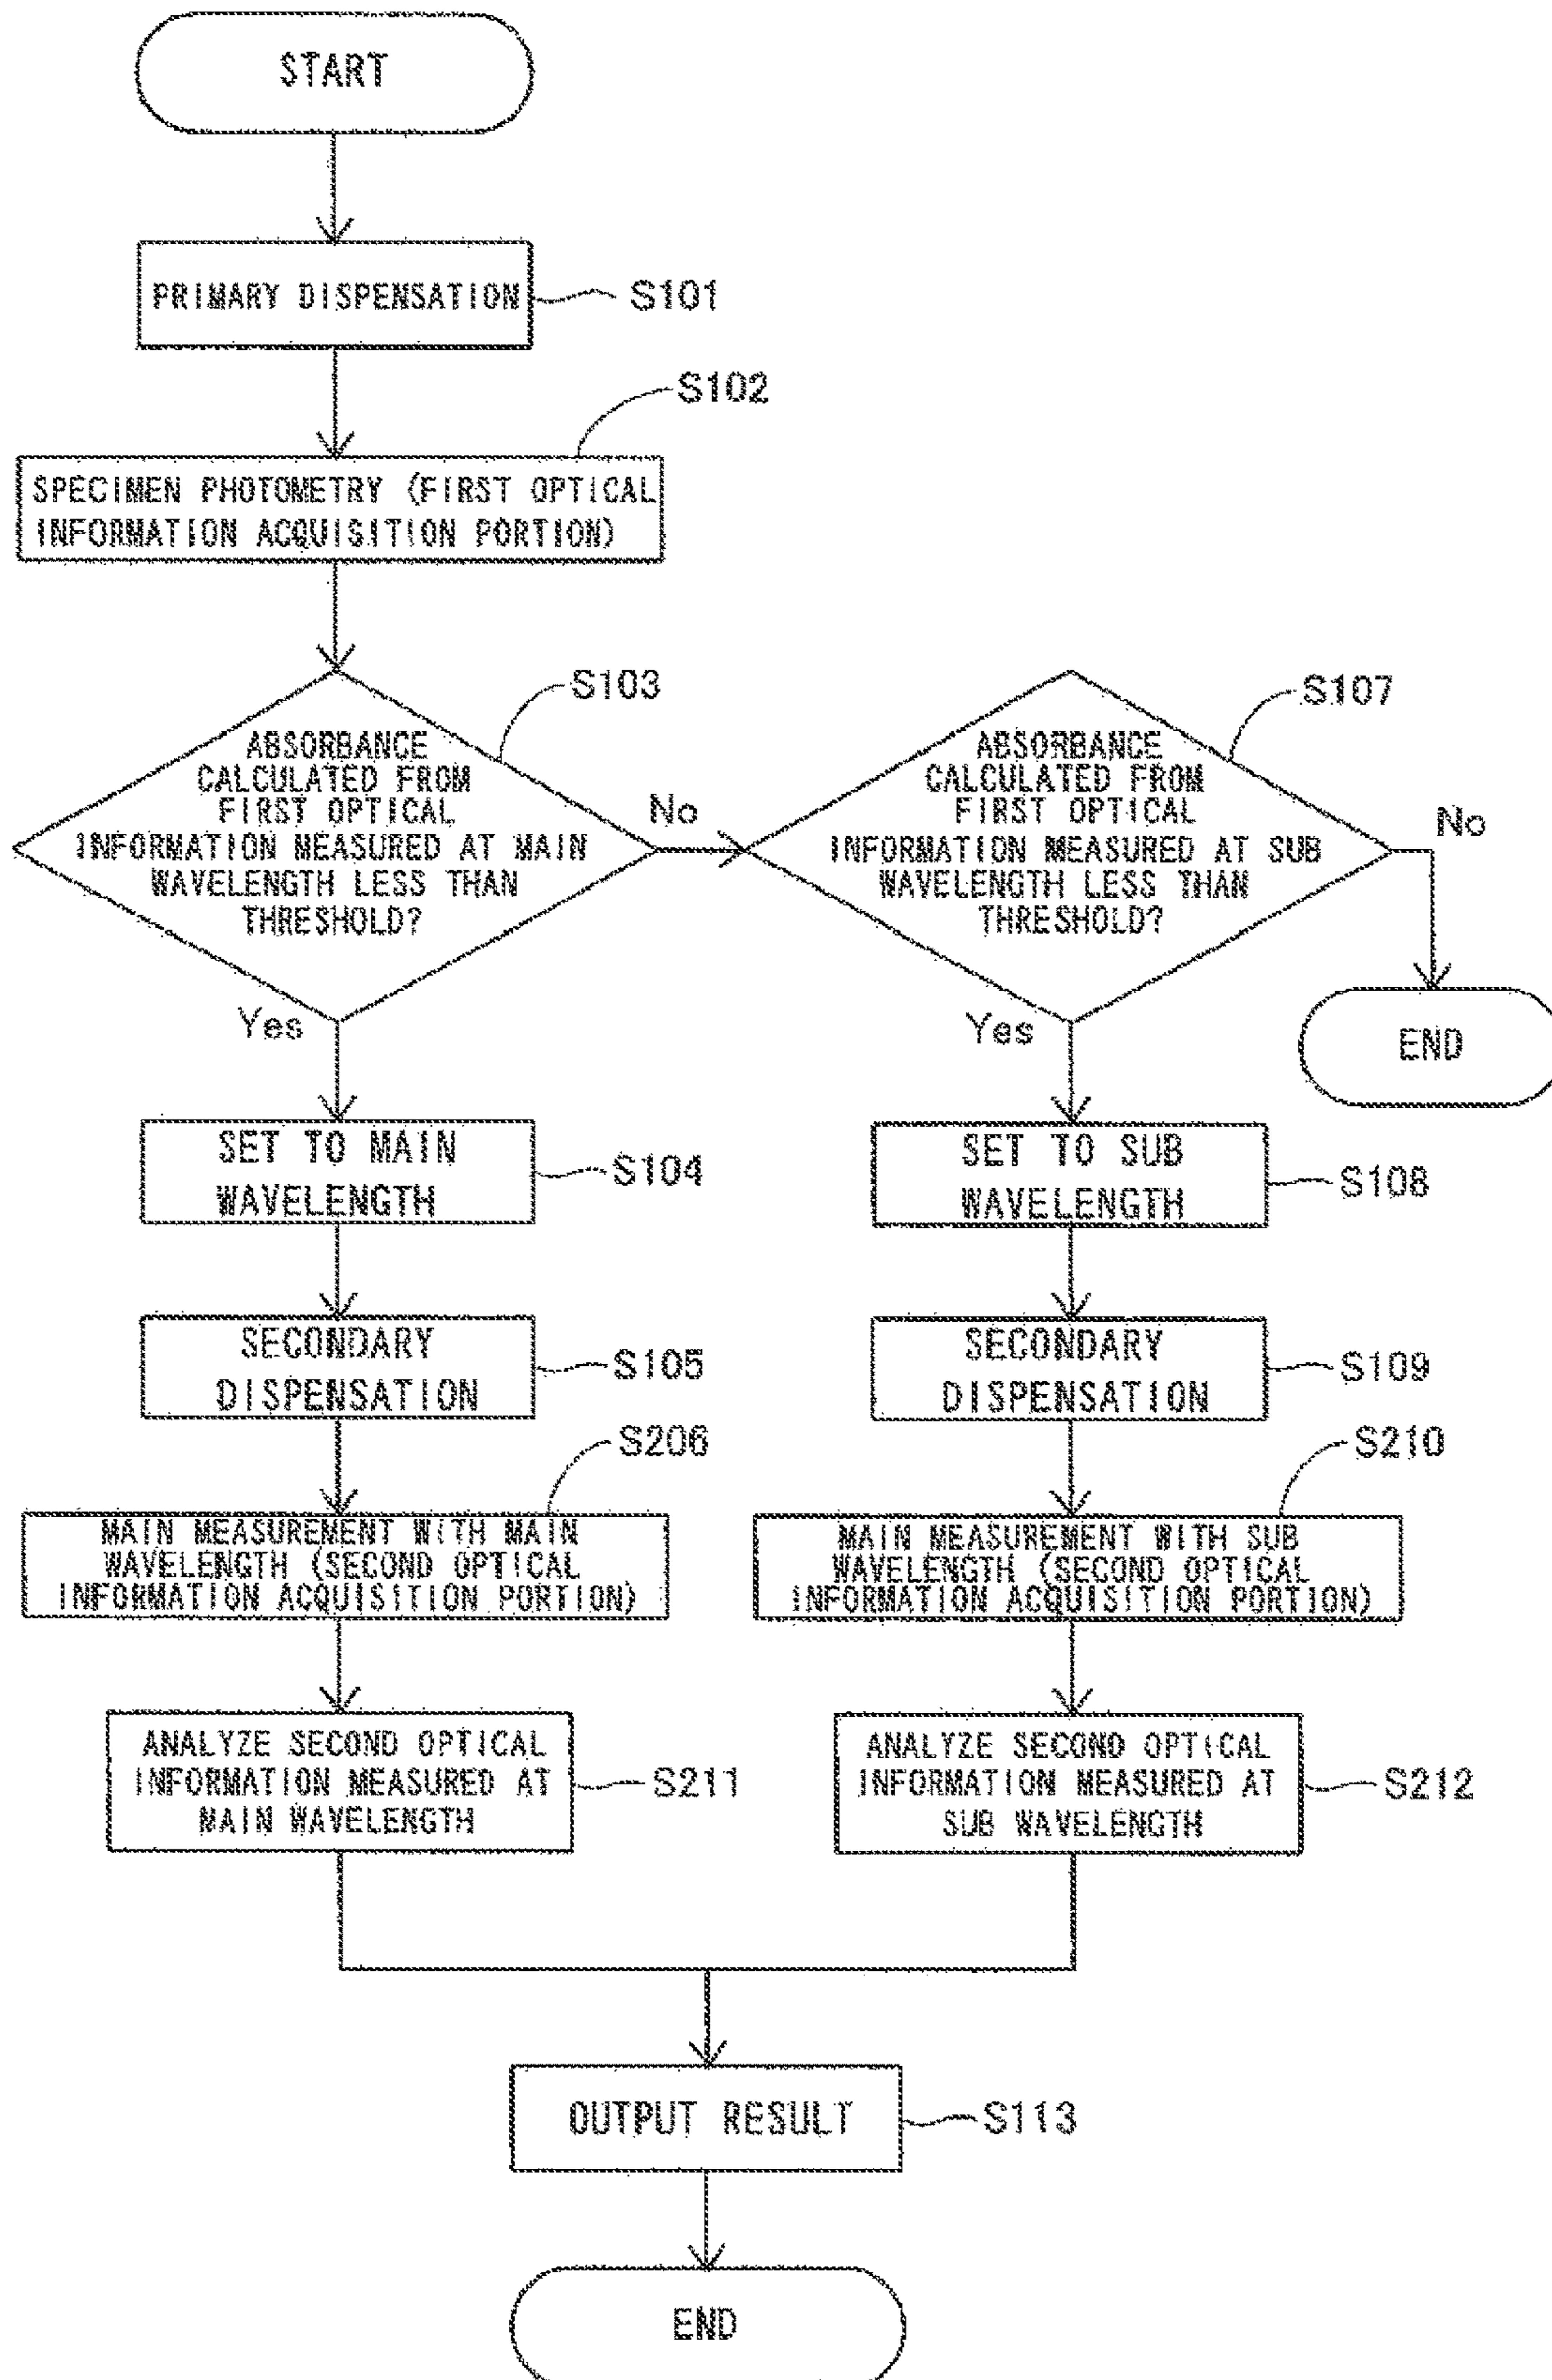 START
PRIMARY DISPENSATION
S101
S102
SPECIMEN PHOTOMETRY (FIRST OPTICAL
INFORMATION ACQUISITION PORTION)
S103
ABSORBANCE
CALCULATED FROM
FIRST OPTICAL
INFORMATION MEASURED AT MAIN
WAVELENGTH LESS THAN
THRESHOLD?
No
S107
ABSORBANCE
CALCULATED FROM
FIRST OPTICAL
INFORMATION MEASURED AT SUB
WAVELENGTH LESS THAN
THRESHOLD?
No
END
Yes
Yes
SET TO MAIN
WAVELENGTH
S104
SET TO SUB
WAVELENGTH
S108
SECONDARY
DISPENSATION
S105
SECONDARY
DISPENSATION
S109
S206
MAIN MEASUREMENT WITH MAIN
WAVELENGTH (SECOND OPTICAL
INFORMATION ACQUISITION PORTION)
S210
MAIN MEASUREMENT WITH SUB
WAVELENGTH (SECOND OPTICAL
INFORMATION ACQUISITION PORTION)
ANALYZE SECOND OPTICAL
INFORMATION MEASURED AT
MAIN WAVELENGTH
S211
ANALYZE SECOND OPTICAL
INFORMATION MEASURED AT
SUB WAVELENGTH
S212
OUTPUT RESULT
S113
END